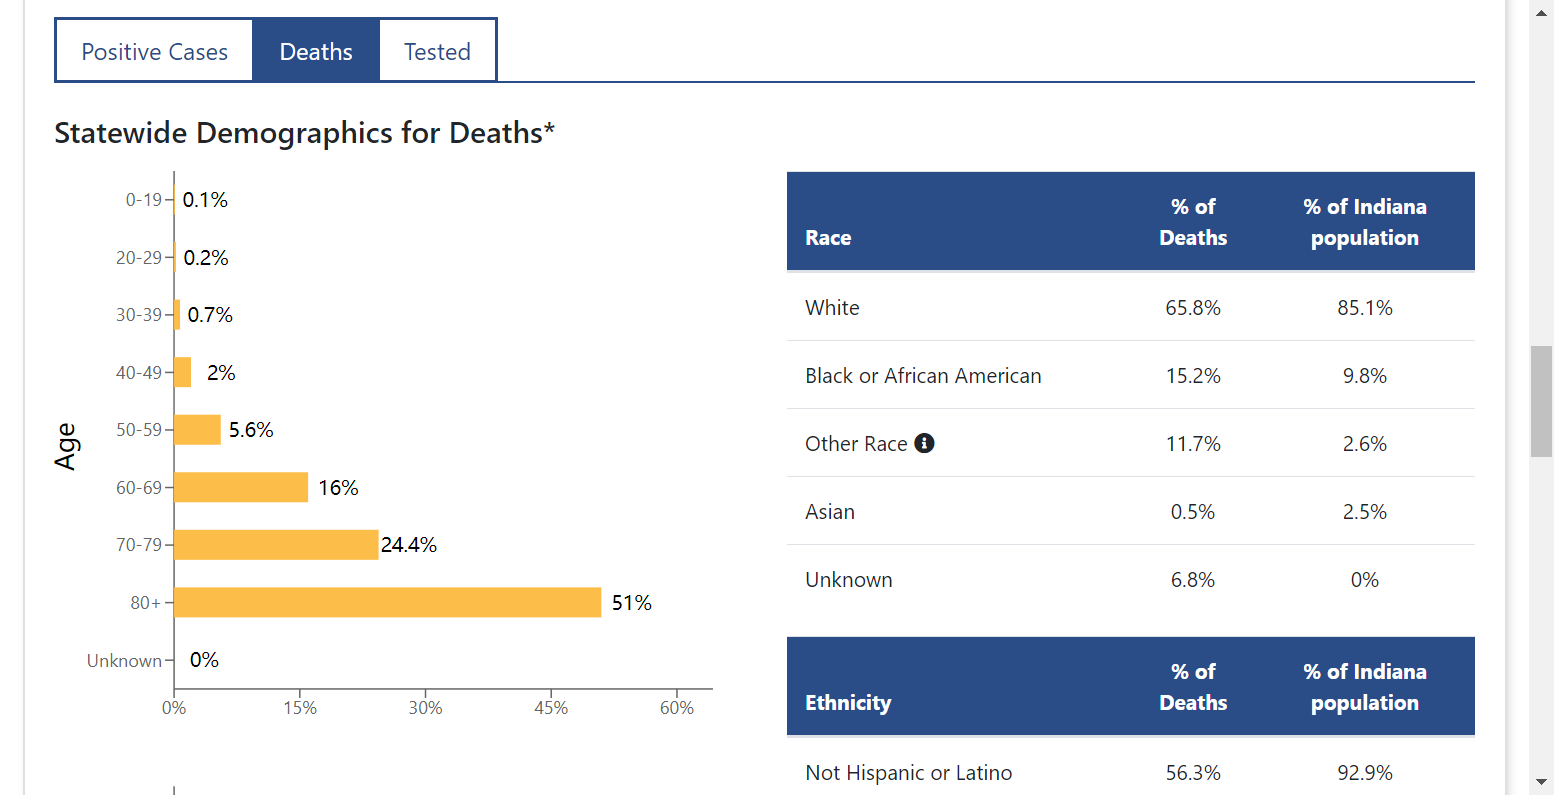 Positive Cases Deaths Tested
Statewide Demographics for Deaths*
Age
0-19 0.1%
20-29 0.2%
30-39 0.7%
40-49 2%
50-59 5.6%
60-69 16%
70-79 24.4%
80+ 51%
Unknown 0%
0% 15% 30% 45% 60%
% of % of Indiana
Race Deaths population
White 65.8% 85.1%
Black or African American 15.2% 9.8%
Other Race 11.7% 2.6%
Asian 0.5% 2.5%
Unknown 6.8% 0%
% of % of Indiana
Ethnicity Deaths population
Not Hispanic or Latino 56.3% 92.9%